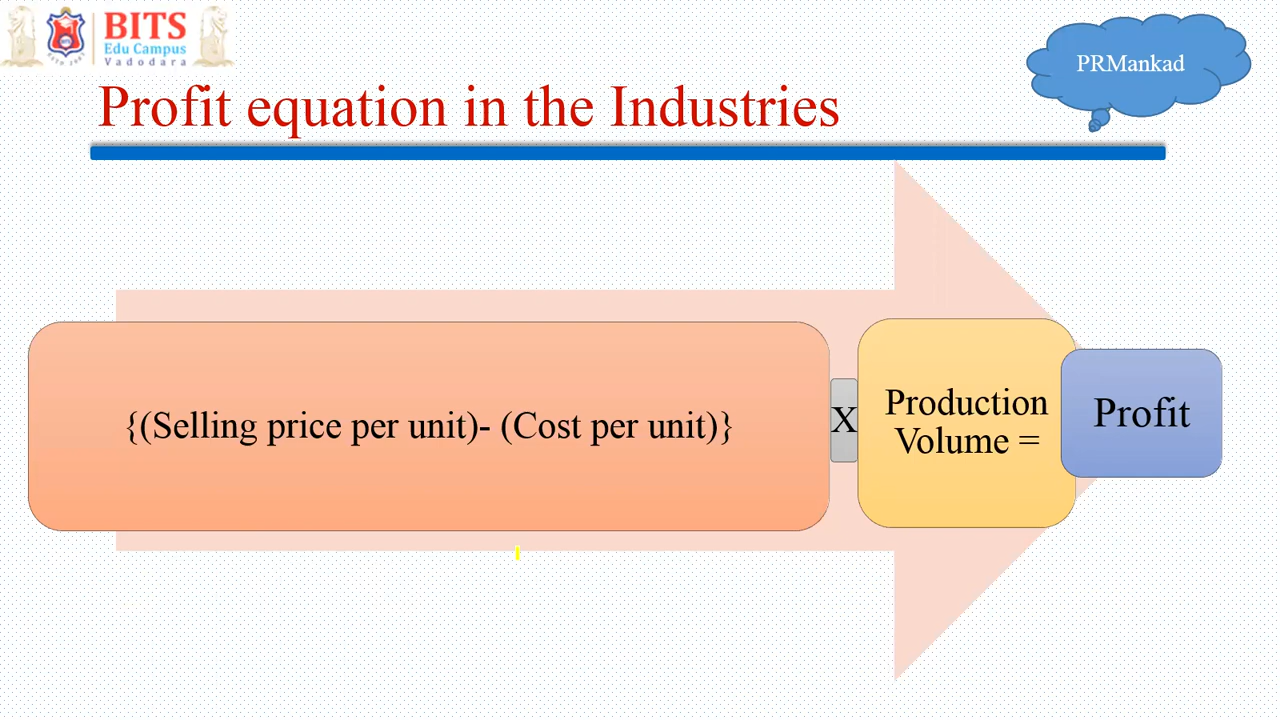 BITS
Edu Campus
Vadodara
PRMankad
Profit equation in the Industries
{(Selling price per unit)- (Cost per unit)}
X
Production
Volume =
Profit